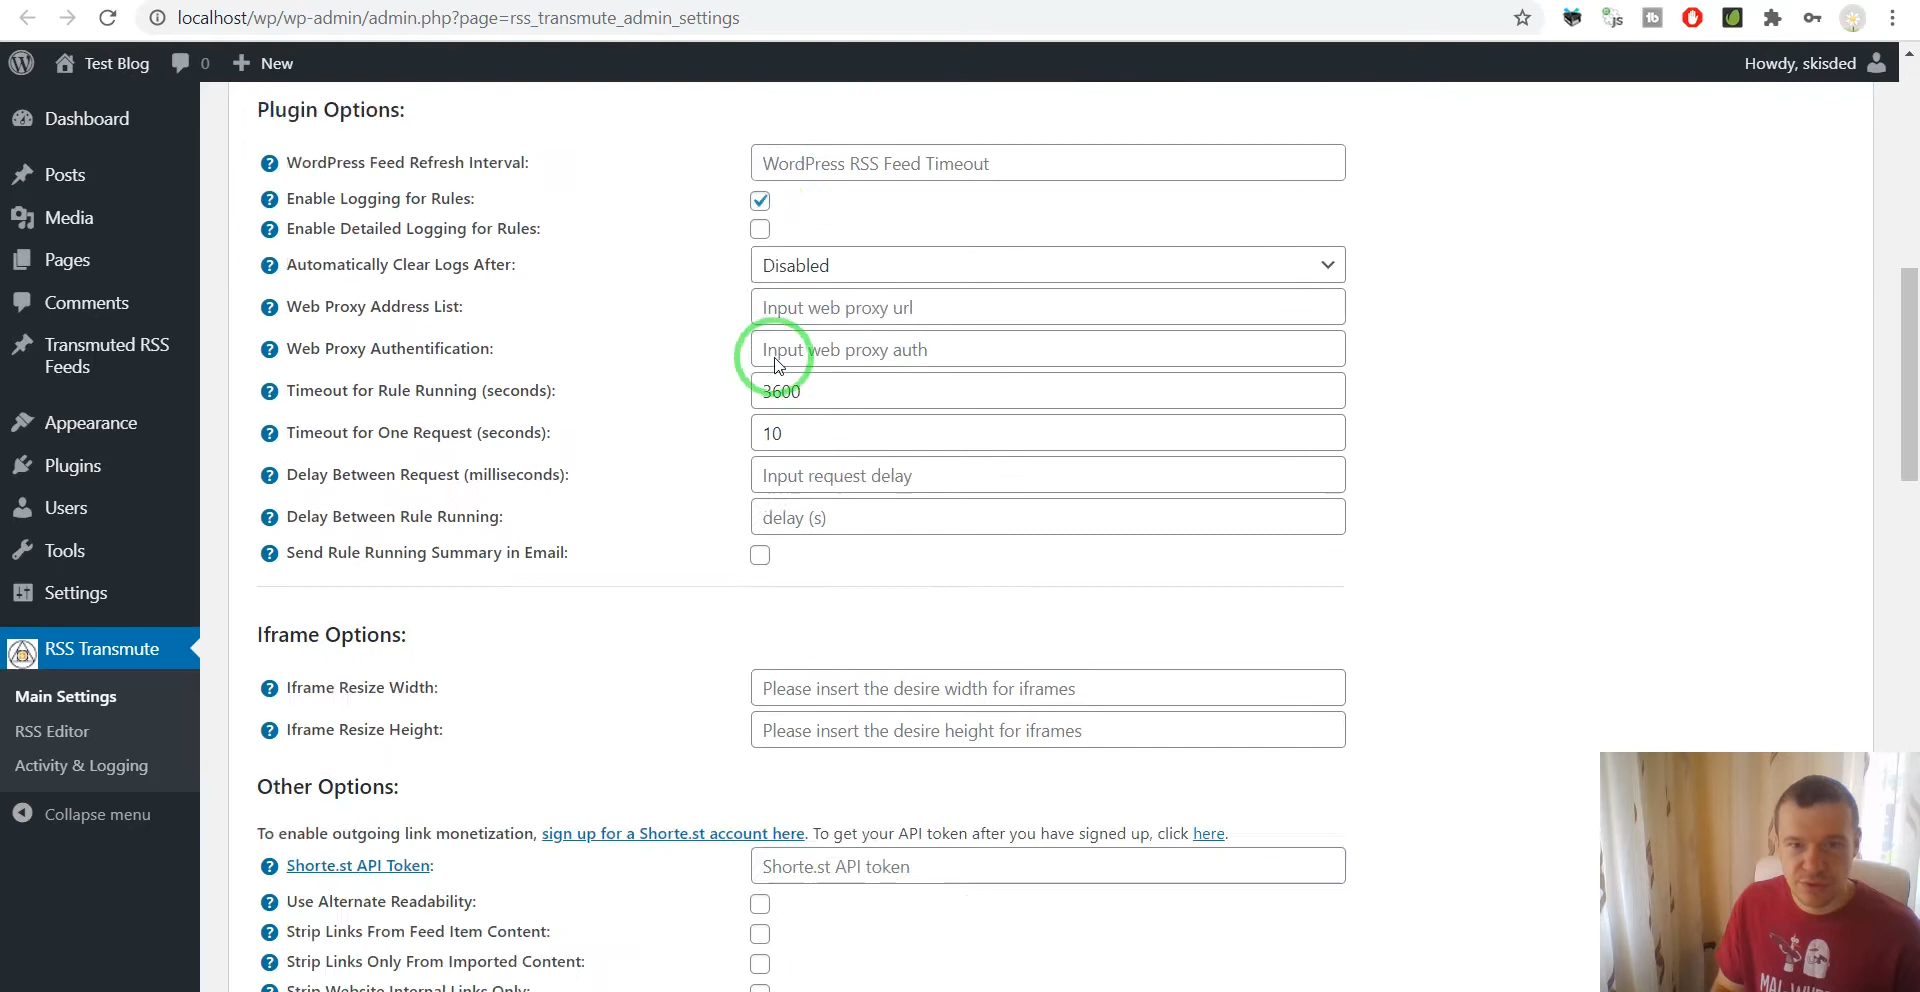 localhost/wp/wp-admin/admin.php?page=rss_transmute_admin_settings
Test Blog 0 New Howdy, skisded
Dashboard
Posts
Media
Pages
Comments
Transmuted RSS
Feeds
Appearance
Plugins
Users
Tools
Settings
RSS Transmute
Main Settings
RSS Editor
Activity & Logging
Collapse menu
Plugin Options:
WordPress Feed Refresh Interval: WordPress RSS Feed Timeout
Enable Logging for Rules:
Enable Detailed Logging for Rules:
Automatically Clear Logs After: Disabled
Web Proxy Address List: Input web proxy url
Web Proxy Authentification: Input web proxy auth
Timeout for Rule Running (seconds): 3600
Timeout for One Request (seconds): 10
Delay Between Request (milliseconds): Input request delay
Delay Between Rule Running: delay (s)
Send Rule Running Summary in Email:
Iframe Options:
Iframe Resize Width: Please insert the desire width for iframes
Iframe Resize Height: Please insert the desire height for iframes
Other Options:
To enable outgoing link monetization, sign up for a Shorte.st account here. To get your API token after you have signed up, click here.
Shorte.st API Token: Shorte.st API token
Use Alternate Readability:
Strip Links From Feed Item Content:
Strip Links Only From Imported Content:
Strip Website Internal Links Only: